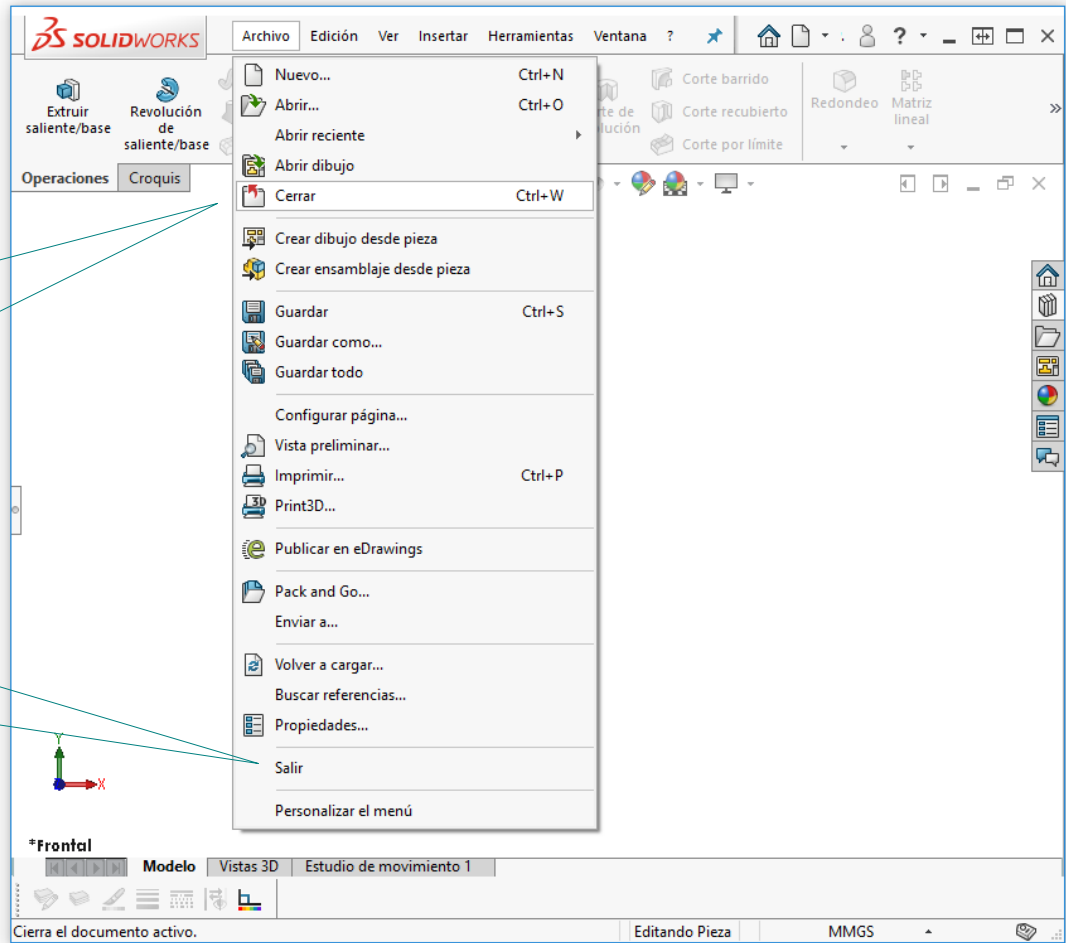 SOLIDWORKS
Archivo Edición Ver Insertar Herramientas Ventana ?
Extruir saliente/base
Revolución de saliente/base
Corte barrido
Corte recubierto
Corte por límite
Redondeo
Matriz lineal
Operaciones Croquis
Nuevo... Ctrl+N
Abrir... Ctrl+O
Abrir reciente
Abrir dibujo
Cerrar Ctrl+W
Crear dibujo desde pieza
Crear ensamblaje desde pieza
Guardar Ctrl+S
Guardar como...
Guardar todo
Configurar página...
Vista preliminar...
Imprimir... Ctrl+P
Print3D...
Publicar en eDrawings
Pack and Go...
Enviar a...
Volver a cargar...
Buscar referencias...
Propiedades...
Salir
Personalizar el menú
Y
X
*Frontal
Modelo Vistas 3D Estudio de movimiento 1
Cierra el documento activo. Editando Pieza MMGS